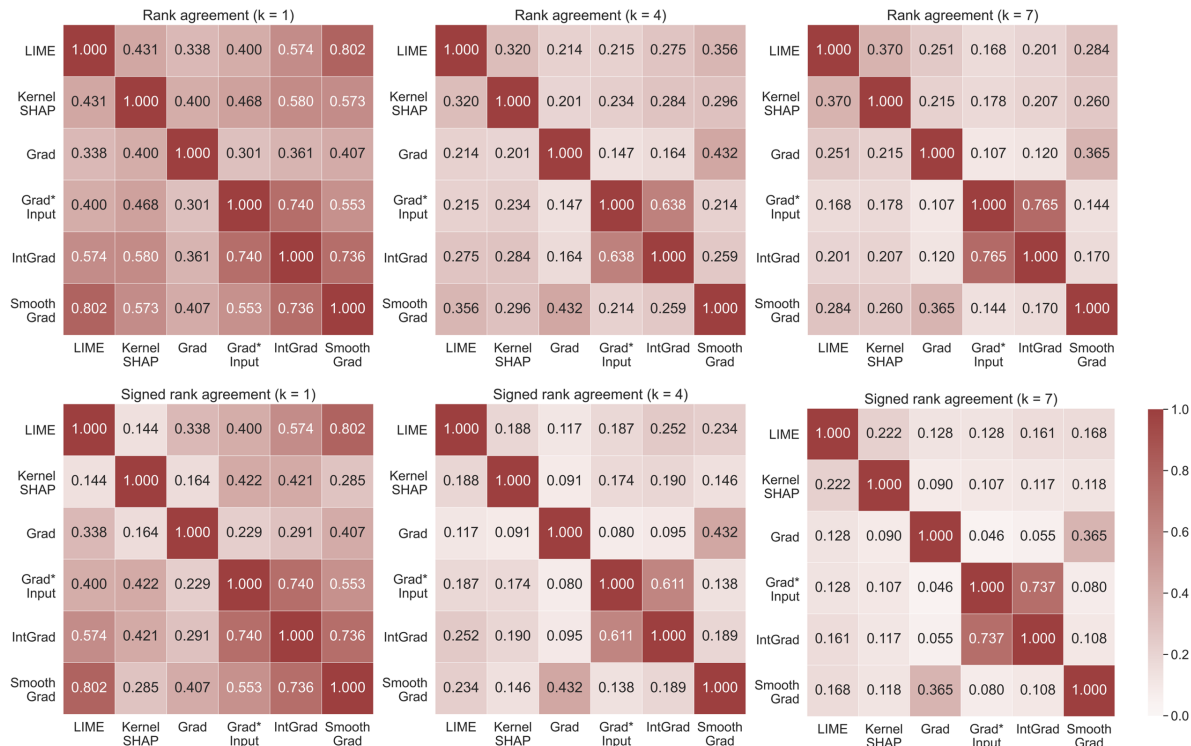 Rank agreement (k = 1)
LIME 1.000 0.431 0.338 0.400 0.574 0.802
Kernel
SHAP 0.431 1.000 0.400 0.468 0.580 0.573
Grad 0.338 0.400 1.000 0.301 0.361 0.407
Grad*
Input 0.400 0.468 0.301 1.000 0.740 0.553
IntGrad 0.574 0.580 0.361 0.740 1.000 0.736
Smooth
Grad 0.802 0.573 0.407 0.553 0.736 1.000
LIME Kernel Grad Grad* IntGrad Smooth
SHAP Input Grad
Rank agreement (k = 4)
LIME 1.000 0.320 0.214 0.215 0.275 0.356
Kernel
SHAP 0.320 1.000 0.201 0.234 0.284 0.296
Grad 0.214 0.201 1.000 0.147 0.164 0.432
Grad*
Input 0.215 0.234 0.147 1.000 0.638 0.214
IntGrad 0.275 0.284 0.164 0.638 1.000 0.259
Smooth
Grad 0.356 0.296 0.432 0.214 0.259 1.000
LIME Kernel Grad Grad* IntGrad Smooth
SHAP Input Grad
Rank agreement (k = 7)
LIME 1.000 0.370 0.251 0.168 0.201 0.284
Kernel
SHAP 0.370 1.000 0.215 0.178 0.207 0.260
Grad 0.251 0.215 1.000 0.107 0.120 0.365
Grad*
Input 0.168 0.178 0.107 1.000 0.765 0.144
IntGrad 0.201 0.207 0.120 0.765 1.000 0.170
Smooth
Grad 0.284 0.260 0.365 0.144 0.170 1.000
LIME Kernel Grad Grad* IntGrad Smooth
SHAP Input Grad
Signed rank agreement (k = 1)
LIME 1.000 0.144 0.338 0.400 0.574 0.802
Kernel
SHAP 0.144 1.000 0.164 0.422 0.421 0.285
Grad 0.338 0.164 1.000 0.229 0.291 0.407
Grad*
Input 0.400 0.422 0.229 1.000 0.740 0.553
IntGrad 0.574 0.421 0.291 0.740 1.000 0.736
Smooth
Grad 0.802 0.285 0.407 0.553 0.736 1.000
LIME Kernel Grad Grad* IntGrad Smooth
SHAP Input Grad
Signed rank agreement (k = 4)
LIME 1.000 0.188 0.117 0.187 0.252 0.234
Kernel
SHAP 0.188 1.000 0.091 0.174 0.190 0.146
Grad 0.117 0.091 1.000 0.080 0.095 0.432
Grad*
Input 0.187 0.174 0.080 1.000 0.611 0.138
IntGrad 0.252 0.190 0.095 0.611 1.000 0.189
Smooth
Grad 0.234 0.146 0.432 0.138 0.189 1.000
LIME Kernel Grad Grad* IntGrad Smooth
SHAP Input Grad
Signed rank agreement (k = 7)
LIME 1.000 0.222 0.128 0.128 0.161 0.168
Kernel
SHAP 0.222 1.000 0.090 0.107 0.117 0.118
Grad 0.128 0.090 1.000 0.046 0.055 0.365
Grad*
Input 0.128 0.107 0.046 1.000 0.737 0.080
IntGrad 0.161 0.117 0.055 0.737 1.000 0.108
Smooth
Grad 0.168 0.118 0.365 0.080 0.108 1.000
LIME Kernel Grad Grad* IntGrad Smooth
SHAP Input Grad
1.0
0.8
0.6
0.4
0.2
0.0